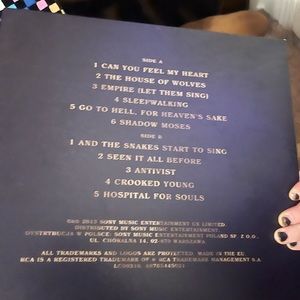 SIDE A
1 CAN YOU FEEL MY HEART
2 THE HOUSE OF WOLVES
3 EMPIRE (LET THEM SING)
4 SLEEPWALKING
5 GO TO HELL, FOR HEAVEN'S SAKE
6 SHADOW MOSES
SIDE B
1 AND THE SNAKES START TO SING
2 SEEN IT ALL BEFORE
3 ANTIVIST
4 CROOKED YOUNG
5 HOSPITAL FOR SOULS
2013 SONY MUSIC ENTERTAINMENT UK LIMITED.
DISTRIBUTED BY SONY MUSIC ENTERTAINMENT.
DYSTRYBUCJA W POLSCE: SONY MUSIC ENTERTAINMENT POLAND SP. Z O.O.,
UL. CHOŁODNA 14, 02-879 WARSZAWA
ALL TRADEMARKS AND LOGOS ARE PROTECTED. MADE IN THE EU.
RCA IS A REGISTERED TRADEMARK OF RCA TRADEMARK MANAGEMENT S.A